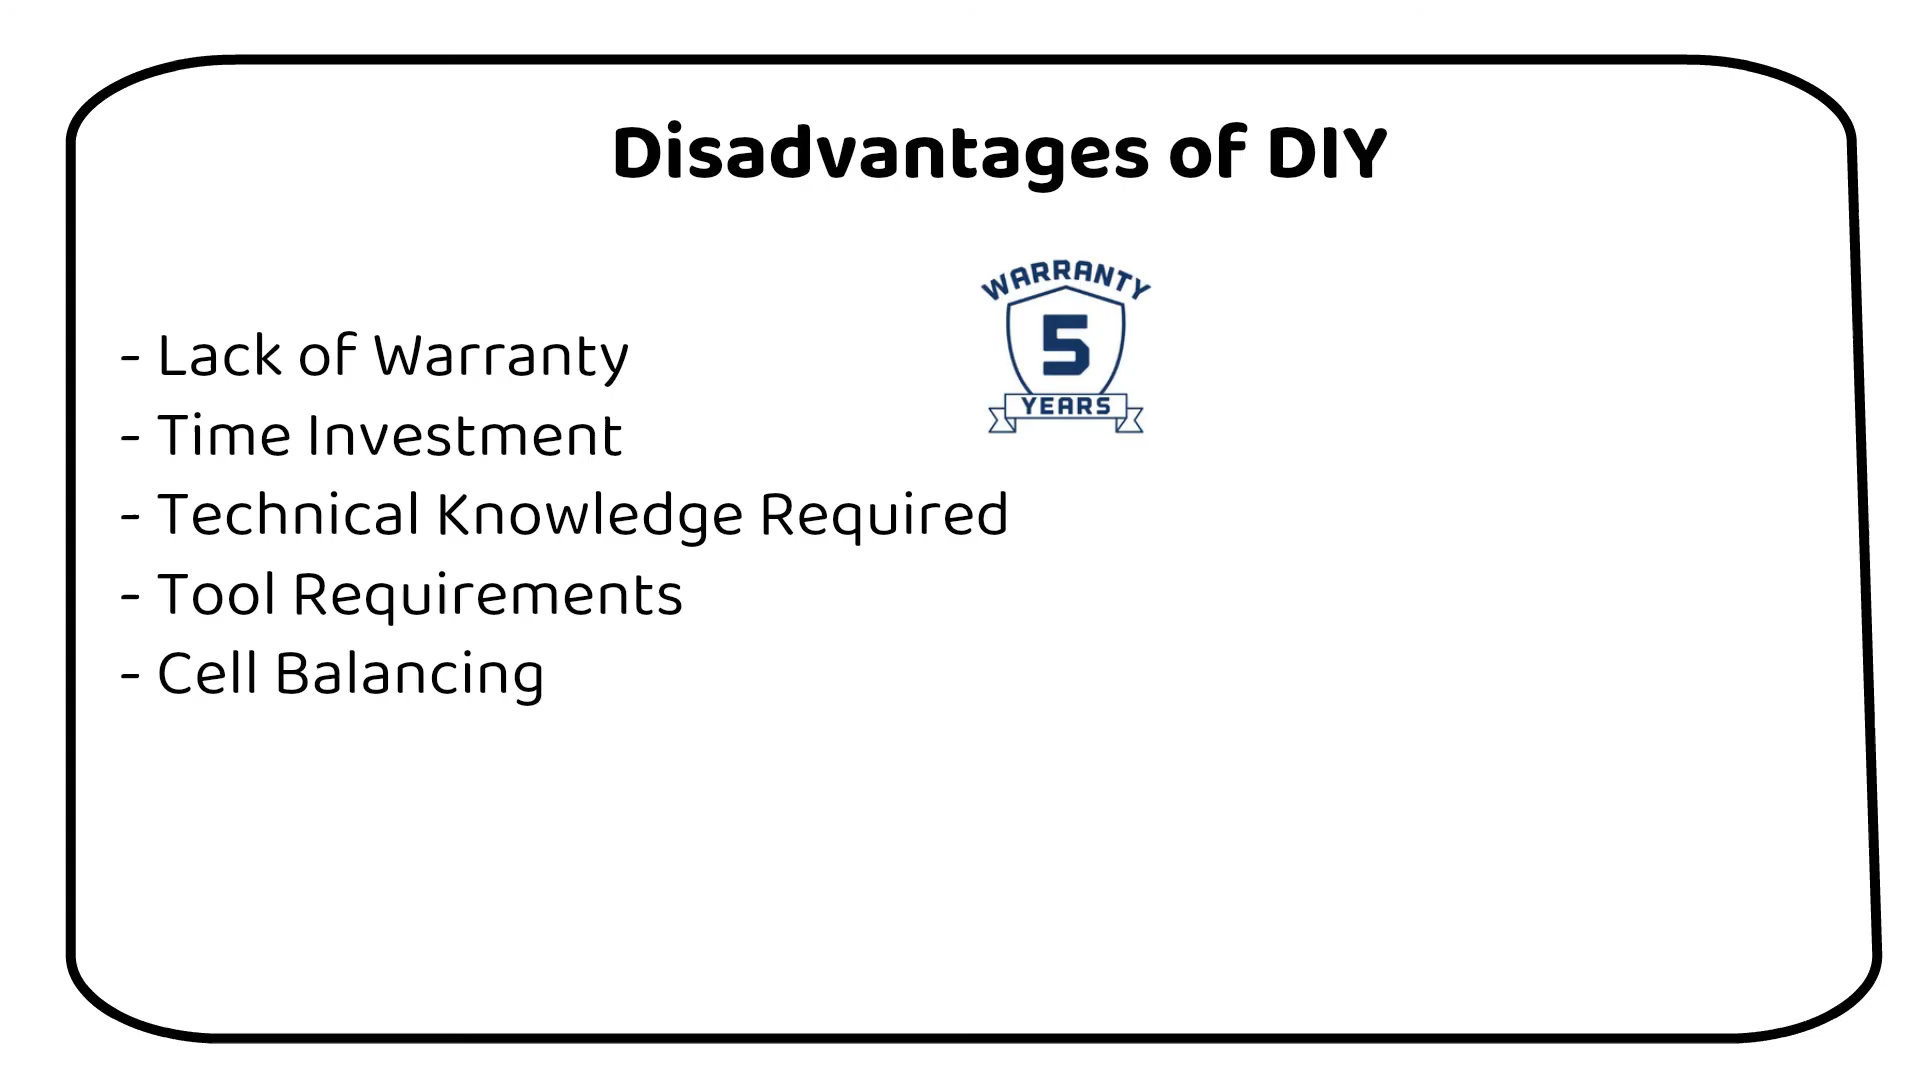 Disadvantages of DIY
WARRANTY
5
YEARS
- Lack of Warranty
- Time Investment
- Technical Knowledge Required
- Tool Requirements
- Cell Balancing